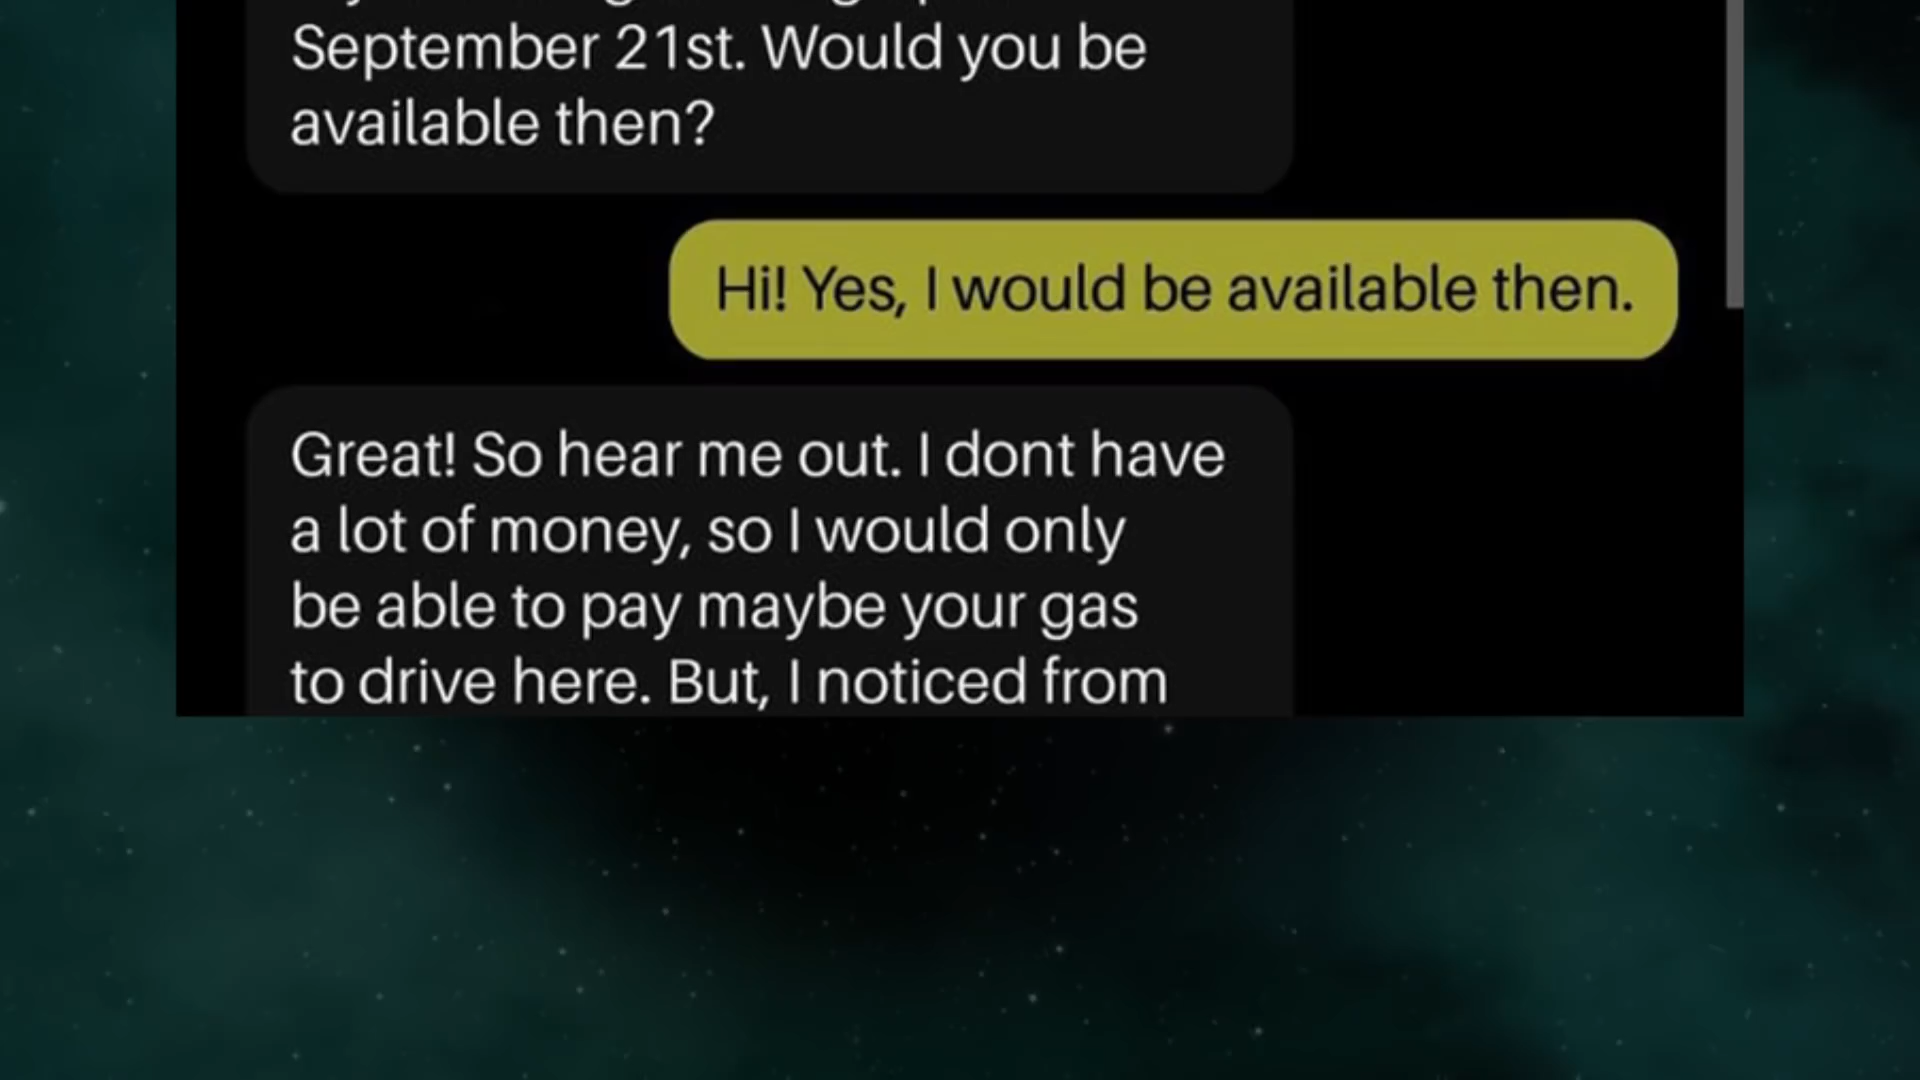 September 21st. Would you be
available then?
Hi! Yes, I would be available then.
Great! So hear me out. I dont have
a lot of money, so I would only
be able to pay maybe your gas
to drive here. But, I noticed from